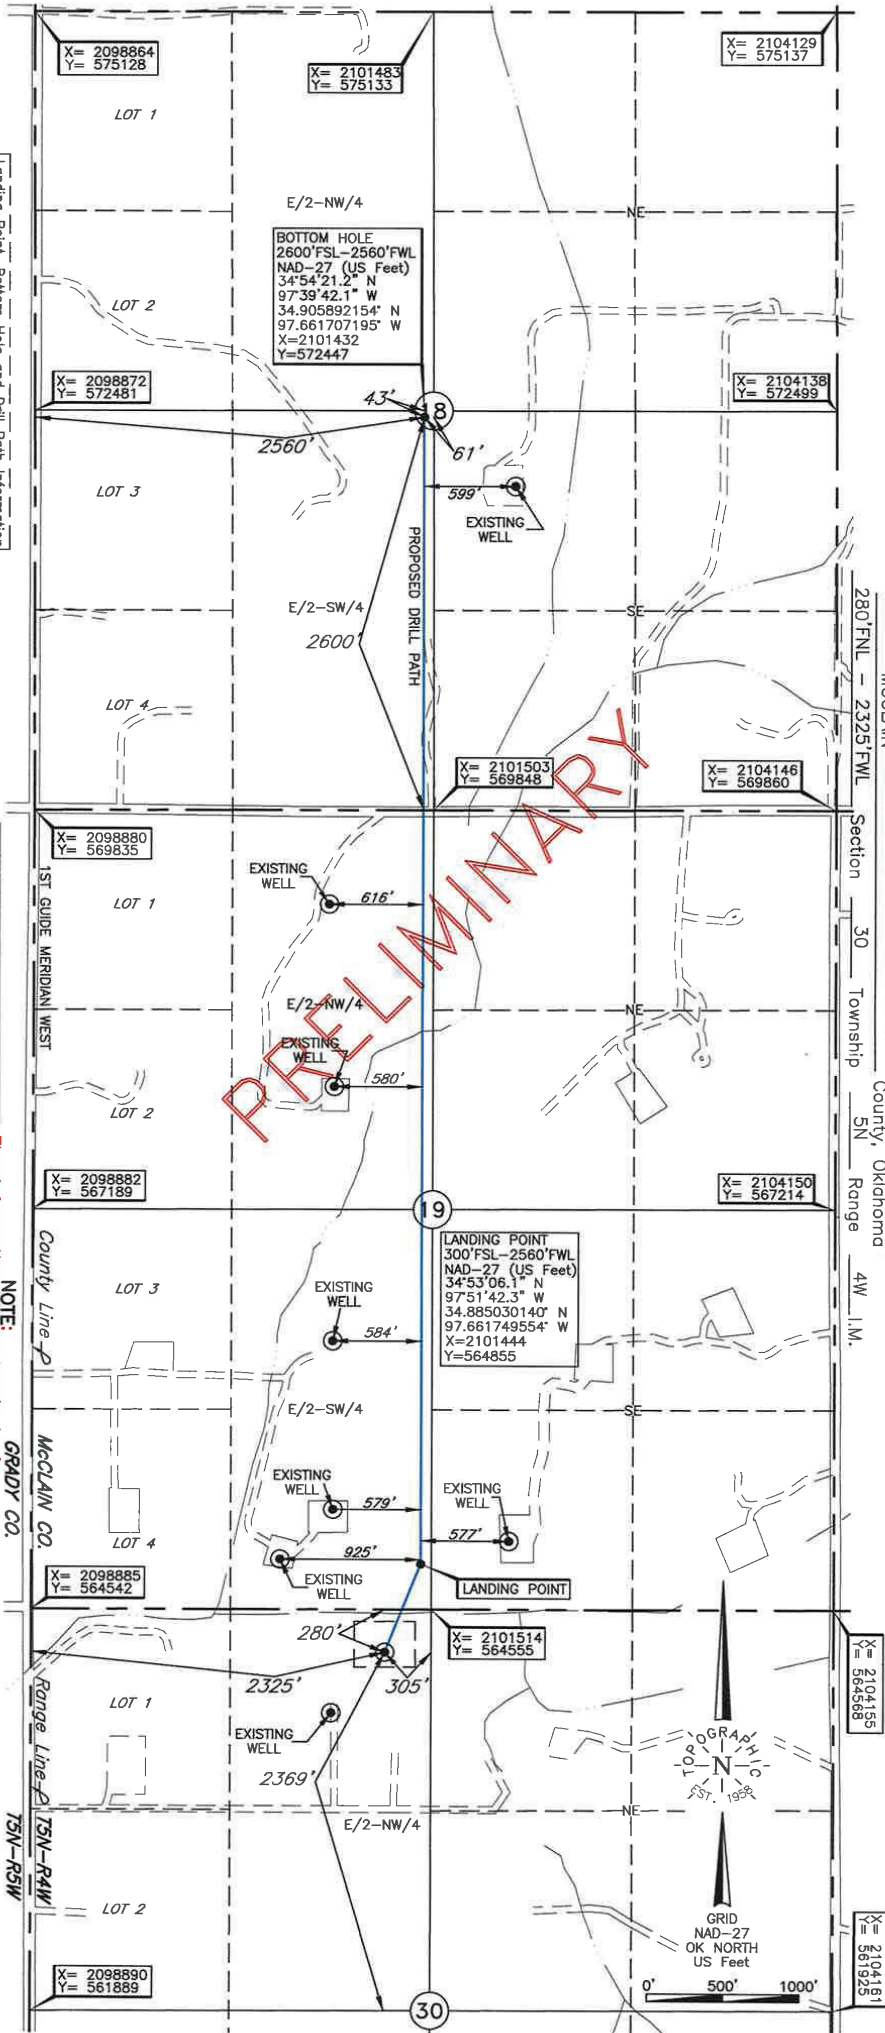 X= 2098864
Y= 575128
X= 2101483
Y= 575133
X= 2104129
Y= 575137
LOT 1
E/2-NW/4
NE
BOTTOM HOLE
2600'FSL-2560'FWL
NAD-27 (US Feet)
34°54'21.2" N
97°39'42.1" W
34.905892154° N
97.661707195° W
X=2101432
Y=572447
LOT 2
X= 2098872
Y= 572481
X= 2104138
Y= 572499
43'
18
61'
2560'
LOT 3
599'
EXISTING
WELL
PROPOSED DRILL PATH
E/2-SW/4
SE
2600'
LOT 4
280'FNL - 2325'FWL
Section 30 Township 5N Range 4W I.M.
County, Oklahoma
X= 2101503
Y= 569848
X= 2104146
Y= 569860
PRELIMINARY
X= 2098880
Y= 569835
1ST GUIDE MERIDIAN WEST
EXISTING
WELL
616'
LOT 1
E/2-NW/4
NE
EXISTING
WELL
580'
LOT 2
X= 2098882
Y= 567189
19
X= 2104150
Y= 567214
LANDING POINT
300'FSL-2560'FWL
NAD-27 (US Feet)
34°53'06.1" N
97°51'42.3" W
34.885030140° N
97.661749554° W
X=2101444
Y=564855
County Line
LOT 3
EXISTING
WELL
584'
NOTE:
E/2-SW/4
SE
McCLAIN CO.
GRADY CO.
EXISTING
WELL
579'
EXISTING
WELL
577'
LOT 4
925'
EXISTING
WELL
LANDING POINT
X= 2098885
Y= 564542
280'
X= 2101514
Y= 564555
X= 2104155
Y= 564568
2325'
305'
LOT 1
Range Line
EXISTING
WELL
2369'
TOPOGRAPHIC
N
EST. 1958
E/2-NW/4
NE
T5N-R4W
T5N-R5W
LOT 2
GRID
NAD-27
OK NORTH
US Feet
X= 2104161
Y= 561925
X= 2098890
Y= 561889
0' 500' 1000'
30